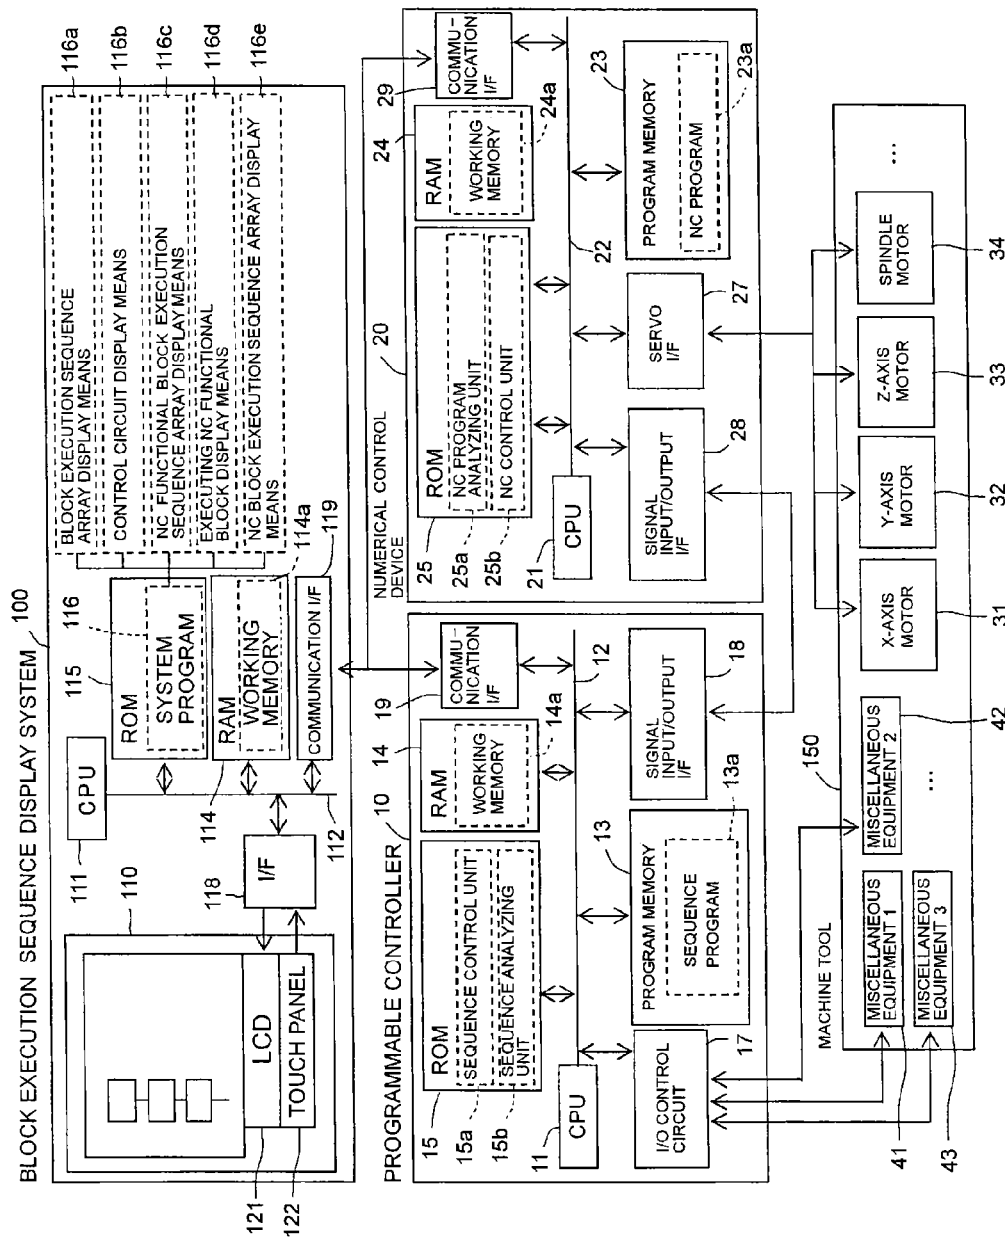 BLOCK EXECUTION SEQUENCE DISPLAY SYSTEM
100
110
111
CPU
115
ROM
116
SYSTEM
PROGRAM
116a
BLOCK EXECUTION SEQUENCE
ARRAY DISPLAY MEANS
116b
CONTROL CIRCUIT DISPLAY MEANS
116c
NC FUNCTIONAL BLOCK EXECUTION
SEQUENCE ARRAY DISPLAY MEANS
116d
EXECUTING NC FUNCTIONAL
BLOCK DISPLAY MEANS
116e
NC BLOCK EXECUTION SEQUENCE ARRAY DISPLAY
MEANS
114
RAM
WORKING
MEMORY
114a
COMMUNICATION I/F
119
112
118
I/F
LCD
TOUCH PANEL
121
122
PROGRAMMABLE CONTROLLER
10
15
ROM
SEQUENCE CONTROL UNIT
15a
SEQUENCE ANALYZING
UNIT
15b
14
RAM
WORKING
MEMORY
14a
19
COMMU-
NICATION
I/F
11
CPU
12
I/O CONTROL
CIRCUIT
17
13
PROGRAM MEMORY
SEQUENCE
PROGRAM
13a
SIGNAL
INPUT/OUTPUT
I/F
18
NUMERICAL CONTROL
DEVICE
20
25
ROM
NC PROGRAM
ANALYZING UNIT
25a
NC CONTROL UNIT
25b
24
RAM
WORKING
MEMORY
24a
29
COMMU-
NICATION
I/F
21
CPU
22
SIGNAL
INPUT/OUTPUT
I/F
28
SERVO
I/F
27
PROGRAM MEMORY
23
NC PROGRAM
23a
MACHINE TOOL
150
MISCELLANEOUS
EQUIPMENT 1
41
MISCELLANEOUS
EQUIPMENT 2
42
MISCELLANEOUS
EQUIPMENT 3
43
...
X-AXIS
MOTOR
31
Y-AXIS
MOTOR
32
Z-AXIS
MOTOR
33
SPINDLE
MOTOR
34
...